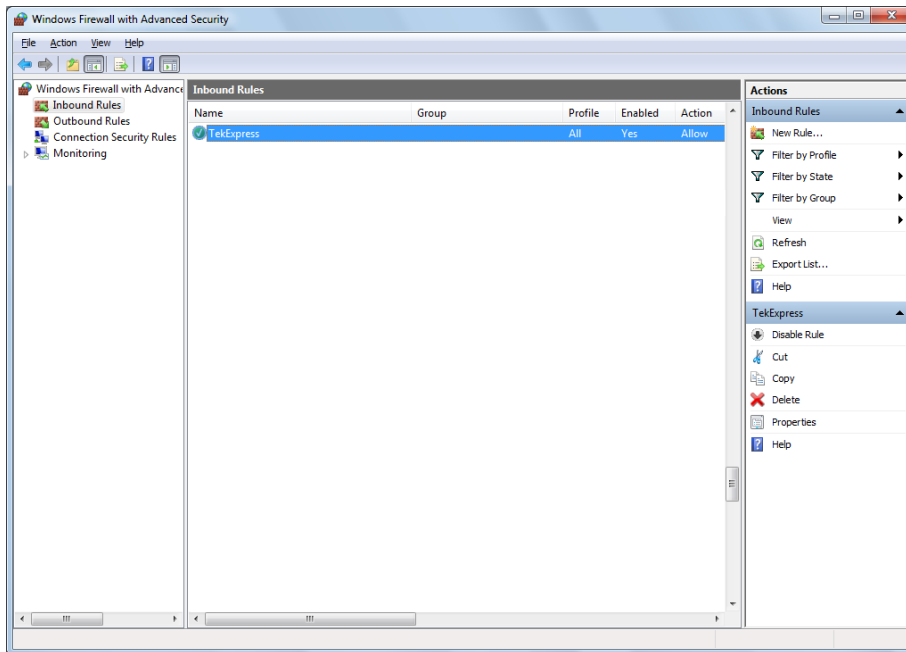 Windows Firewall with Advanced Security
File Action View Help
Windows Firewall with Advance
Inbound Rules
Outbound Rules
Connection Security Rules
Monitoring
Inbound Rules
Name Group Profile Enabled Action
TekExpress All Yes Allow
Actions
Inbound Rules
New Rule...
Filter by Profile
Filter by State
Filter by Group
View
Refresh
Export List...
Help
TekExpress
Disable Rule
Cut
Copy
Delete
Properties
Help